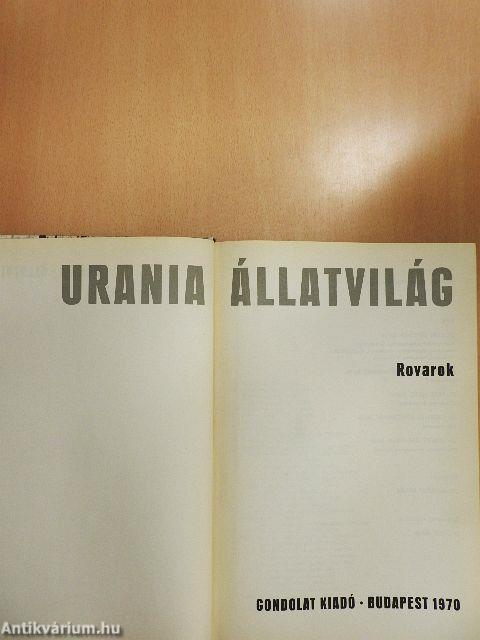 URANIA ÁLLATVILÁG
Rovarok
GONDOLAT KIADÓ · BUDAPEST 1970
Antikvárium.hu